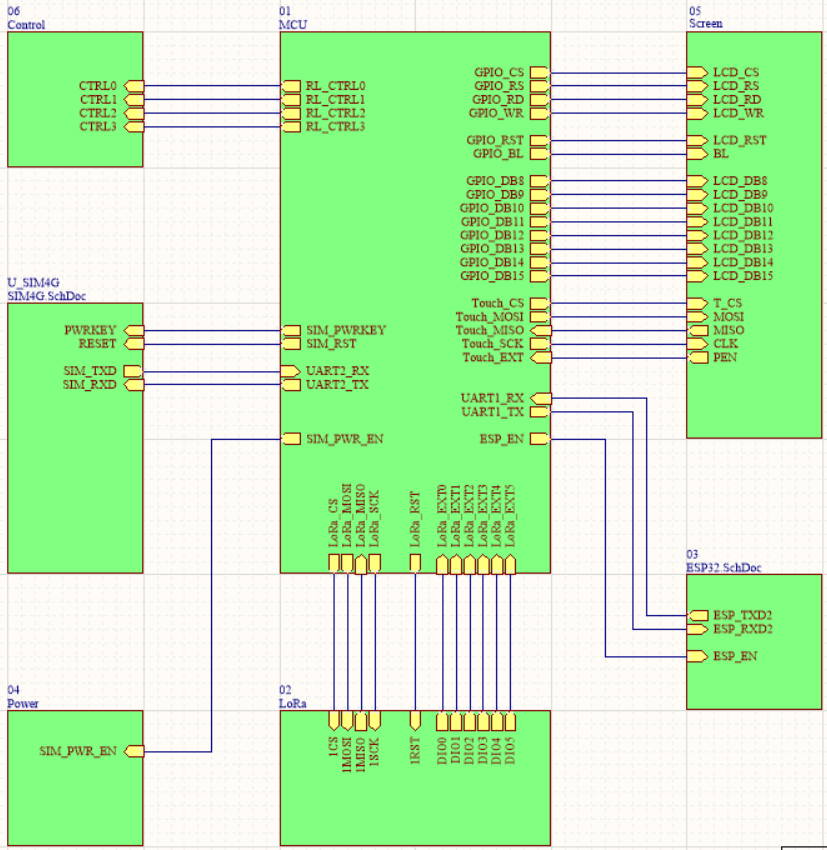 06
Control
CTRL0
CTRL1
CTRL2
CTRL3
01
MCU
RL_CTRL0
RL_CTRL1
RL_CTRL2
RL_CTRL3
GPIO_CS
GPIO_RS
GPIO_RD
GPIO_WR
GPIO_RST
GPIO_BL
GPIO_DB8
GPIO_DB9
GPIO_DB10
GPIO_DB11
GPIO_DB12
GPIO_DB13
GPIO_DB14
GPIO_DB15
Touch_CS
Touch_MOSI
Touch_MISO
Touch_SCK
Touch_EXT
UART1_RX
UART1_TX
ESP_EN
SIM_PWRKEY
SIM_RST
UART2_RX
UART2_TX
SIM_PWR_EN
LoRa_CS
LoRa_MOSI
LoRa_MISO
LoRa_SCK
LoRa_RST
LoRa_EXT0
LoRa_EXT1
LoRa_EXT2
LoRa_EXT3
LoRa_EXT4
LoRa_EXT5
05
Screen
LCD_CS
LCD_RS
LCD_RD
LCD_WR
LCD_RST
BL
LCD_DB8
LCD_DB9
LCD_DB10
LCD_DB11
LCD_DB12
LCD_DB13
LCD_DB14
LCD_DB15
T_CS
MOSI
MISO
CLK
PEN
U_SIM4G
SIM4G.SchDoc
PWRKEY
RESET
SIM_TXD
SIM_RXD
03
ESP32.SchDoc
ESP_TXD2
ESP_RXD2
ESP_EN
04
Power
SIM_PWR_EN
02
LoRa
1CS
1MOSI
1MISO
1SCK
1RST
DIO0
DIO1
DIO2
DIO3
DIO4
DIO5